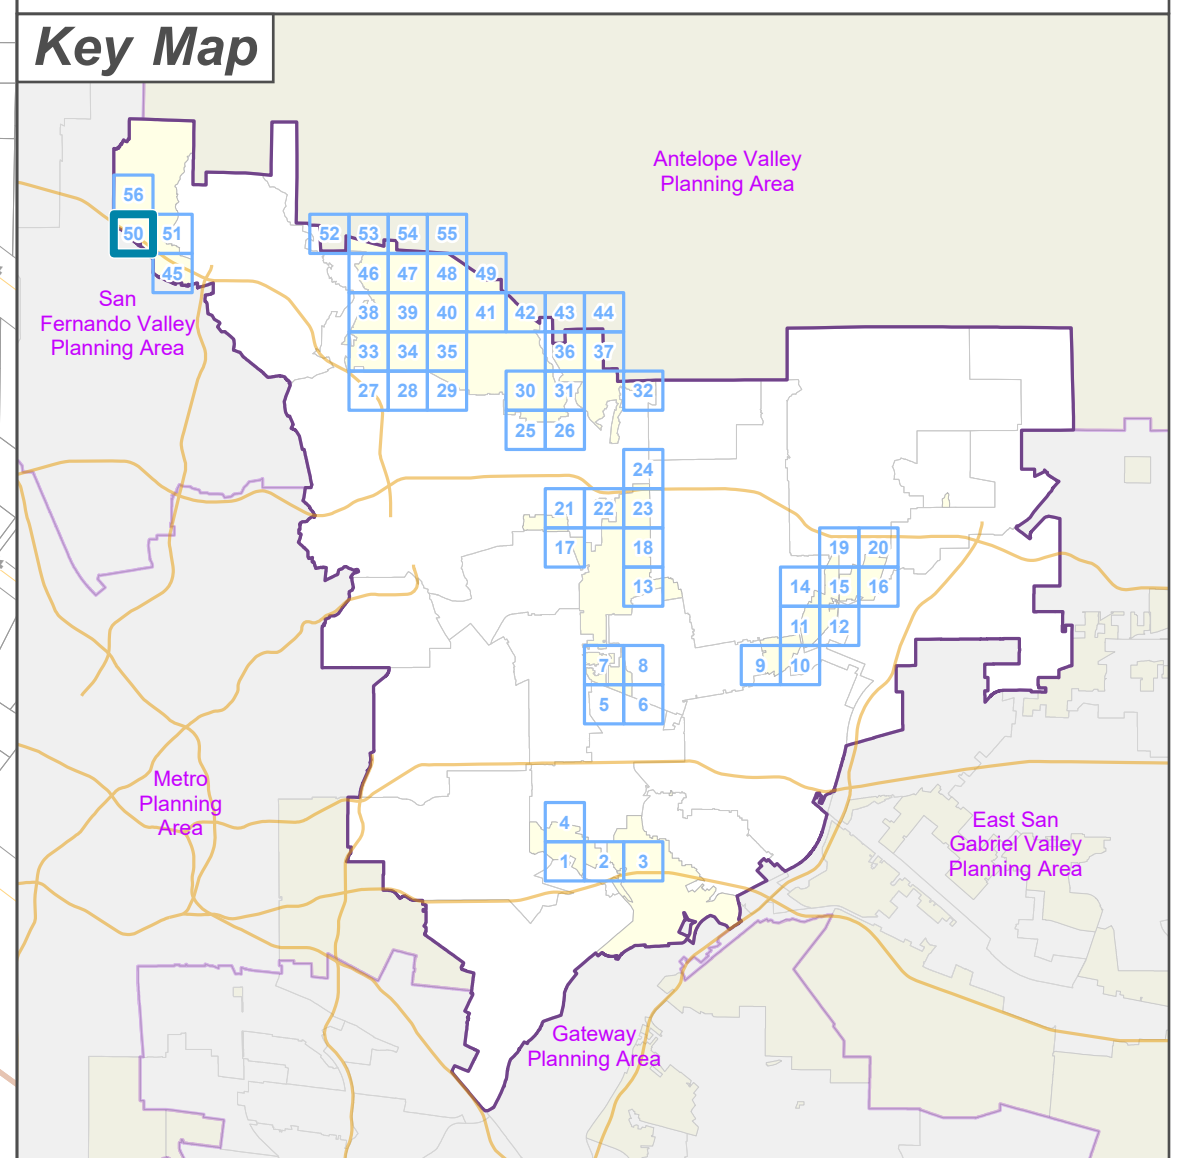 Key Map
Antelope Valley
Planning Area
56
50 51
52 53 54 55
45
46 47 48 49
San
Fernando Valley
Planning Area
38 39 40 41 42 43 44
33 34 35 36 37
27 28 29 30 31 32
25 26
24
21 22 23
17 18 19 20
13 14 15 16
11 12
7 8 9 10
5 6
Metro
Planning
Area
4
East San
Gabriel Valley
Planning Area
1 2 3
Gateway
Planning Area